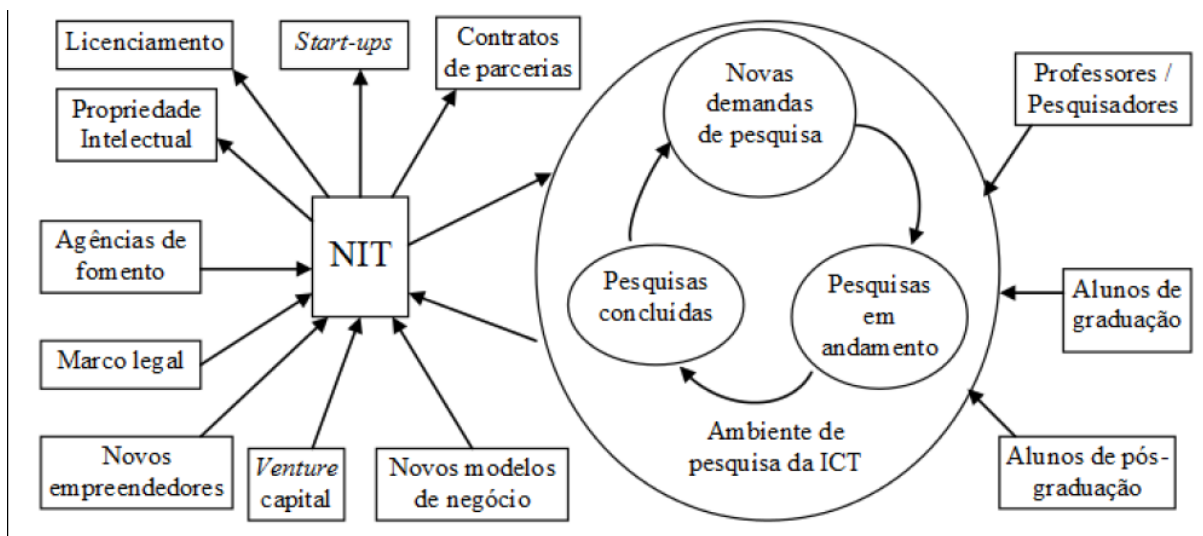 Licenciamento
Start-ups
Contratos
de parcerias
Propriedade
Intelectual
NIT
Agências de
fomento
Marco legal
Novos
empreendedores
Venture
capital
Novos modelos
de negócio
Novas
demandas
de pesquisa
Pesquisas
concluídas
Pesquisas
em
andamento
Ambiente de
pesquisa da ICT
Professores /
Pesquisadores
Alunos de
graduação
Alunos de pós-
graduação